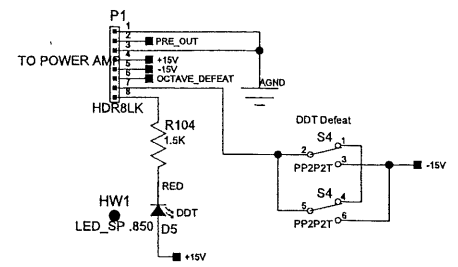 P1
1
2 PRE_OUT
3
TO POWER AMP 4 +15V
5 -15V
6 OCTAVE_DEFEAT
7
8
HDR8LK
AGND
R104
1.5K
DDT Defeat
S4
1
2
3
PP2P2T
-15V
S4
4
5
6
PP2P2T
RED
HW1
DDT
LED_SP .850
D5
+15V